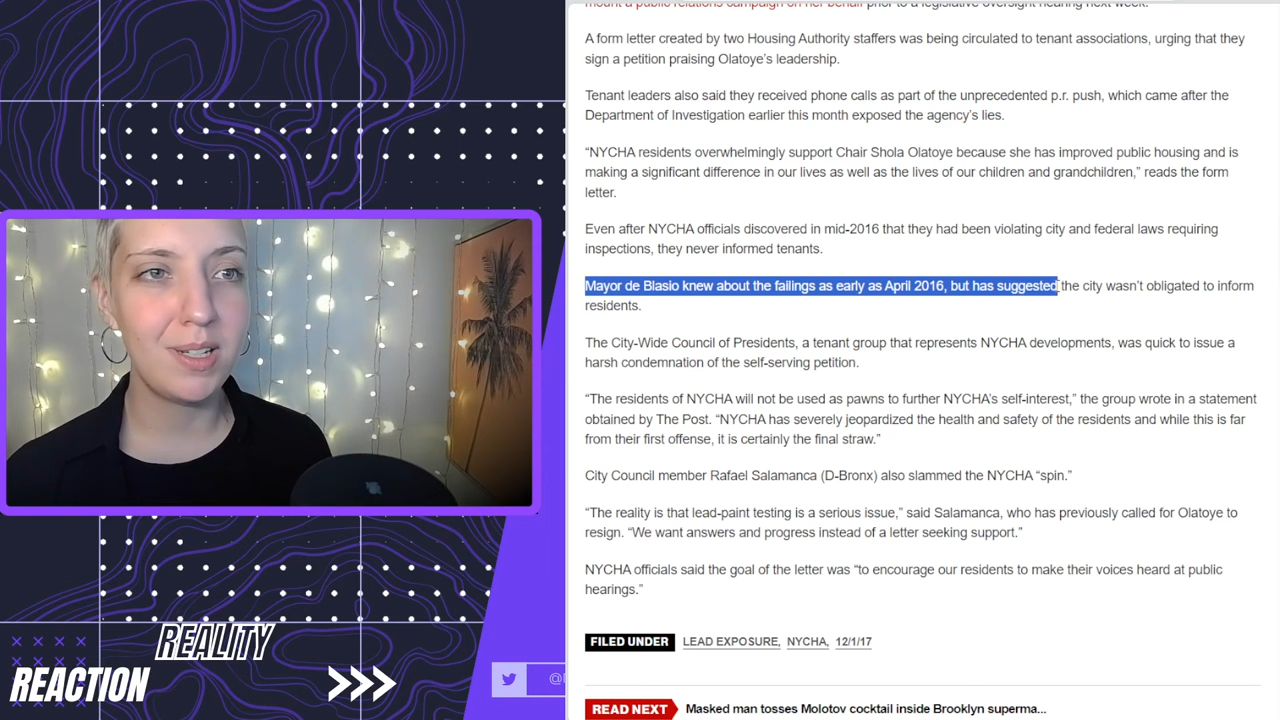 mount a public relations campaign on her behalf prior to a legislative oversight hearing next week.
A form letter created by two Housing Authority staffers was being circulated to tenant associations, urging that they
sign a petition praising Olatoye’s leadership.
Tenant leaders also said they received phone calls as part of the unprecedented p.r. push, which came after the
Department of Investigation earlier this month exposed the agency’s lies.
“NYCHA residents overwhelmingly support Chair Shola Olatoye because she has improved public housing and is
making a significant difference in our lives as well as the lives of our children and grandchildren,” reads the form
letter.
Even after NYCHA officials discovered in mid-2016 that they had been violating city and federal laws requiring
inspections, they never informed tenants.
Mayor de Blasio knew about the failings as early as April 2016, but has suggested the city wasn’t obligated to inform
residents.
The City-Wide Council of Presidents, a tenant group that represents NYCHA developments, was quick to issue a
harsh condemnation of the self-serving petition.
“The residents of NYCHA will not be used as pawns to further NYCHA’s self-interest,” the group wrote in a statement
obtained by The Post. “NYCHA has severely jeopardized the health and safety of the residents and while this is far
from their first offense, it is certainly the final straw.”
City Council member Rafael Salamanca (D-Bronx) also slammed the NYCHA “spin.”
“The reality is that lead-paint testing is a serious issue,” said Salamanca, who has previously called for Olatoye to
resign. “We want answers and progress instead of a letter seeking support.”
NYCHA officials said the goal of the letter was “to encourage our residents to make their voices heard at public
hearings.”
FILED UNDER LEAD EXPOSURE, NYCHA, 12/1/17
READ NEXT Masked man tosses Molotov cocktail inside Brooklyn superma...
REALITY
REACTION